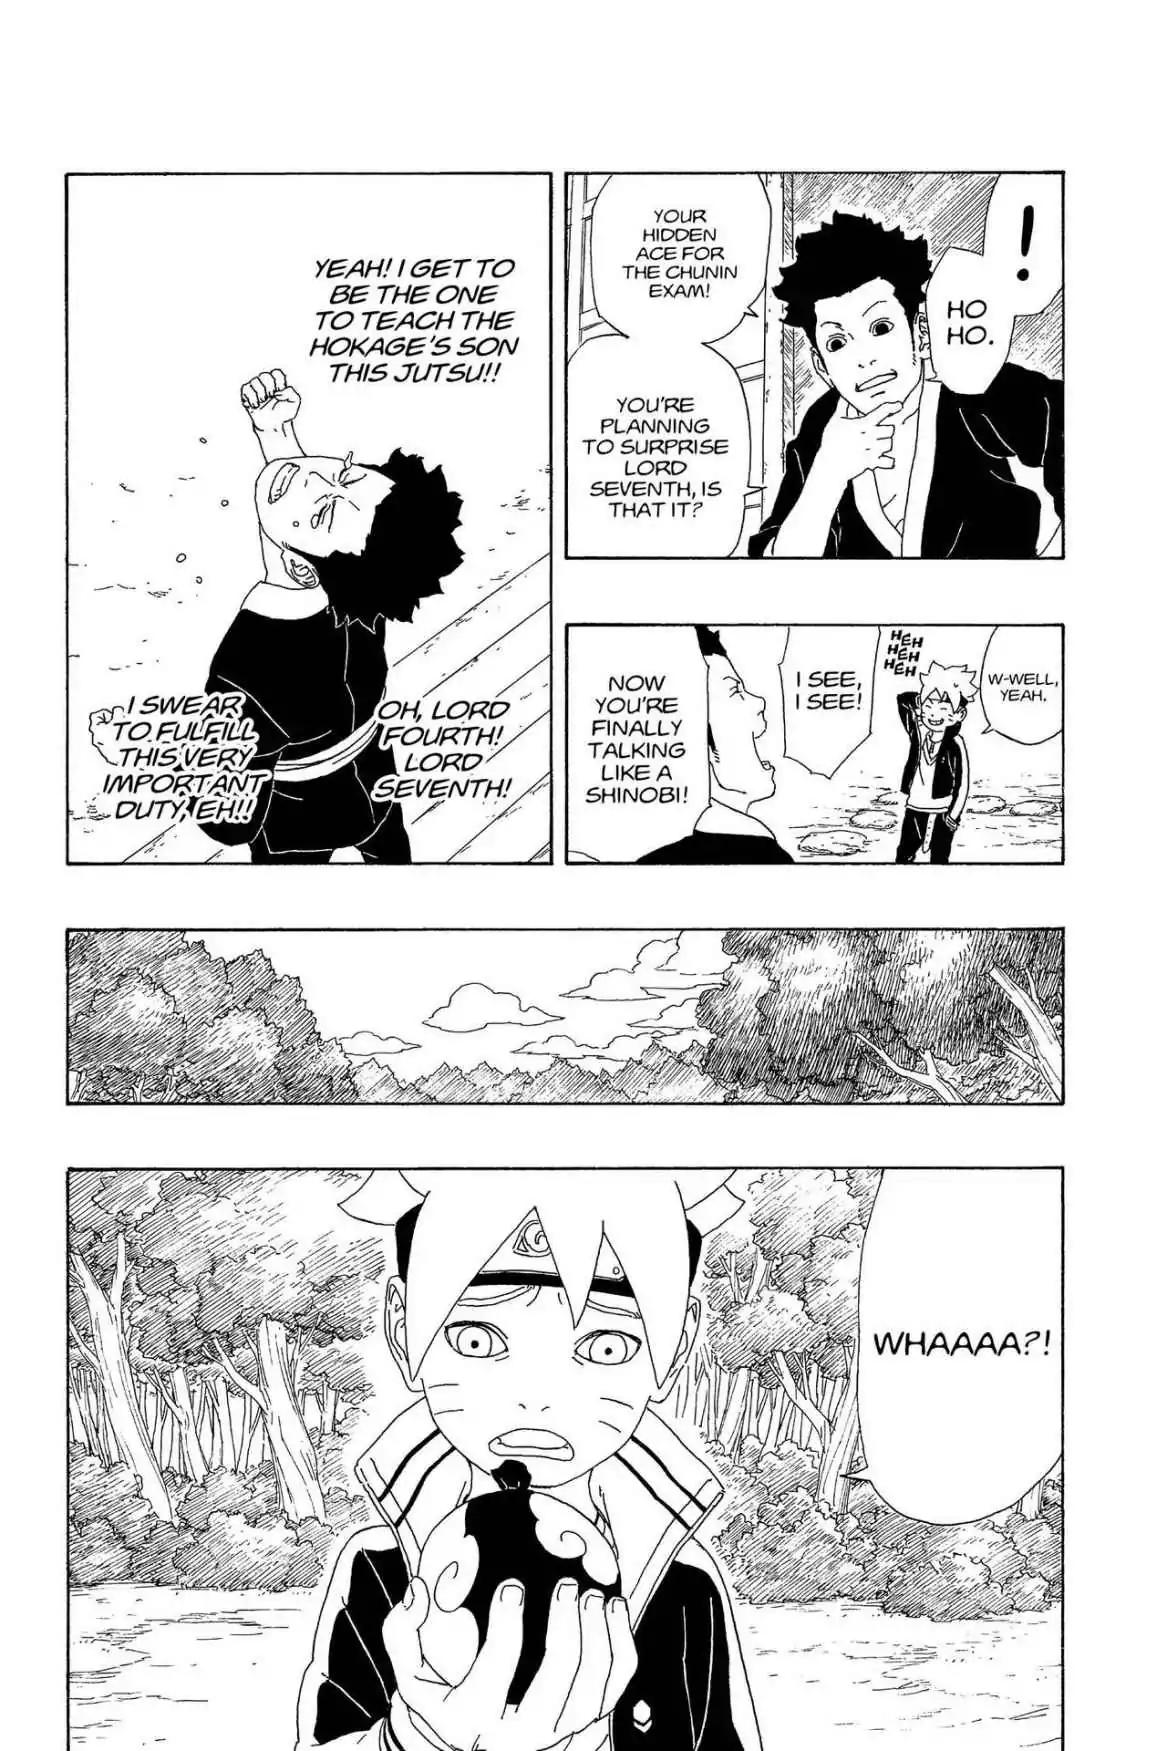 !
HO
HO.
YOUR
HIDDEN
ACE FOR
THE CHUNIN
EXAM!
YOU'RE
PLANNING
TO SURPRISE
LORD
SEVENTH, IS
THAT IT?
W-WELL,
YEAH.
HEH
HEH
HEH
I SEE,
I SEE!
NOW
YOU'RE
FINALLY
TALKING
LIKE A
SHINOBI!
YEAH! I GET TO
BE THE ONE
TO TEACH THE
HOKAGE'S SON
THIS JUTSU!!
OH, LORD
FOURTH!
LORD
SEVENTH!
I SWEAR
TO FULFILL
THIS VERY
IMPORTANT
DUTY, EH!!
WHAAAA?!